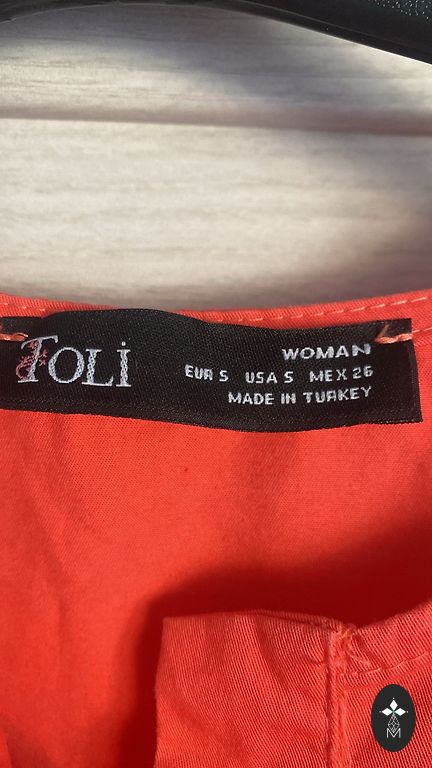 TOLİ
WOMAN
EUR S USA S MEX 26
MADE IN TURKEY
M